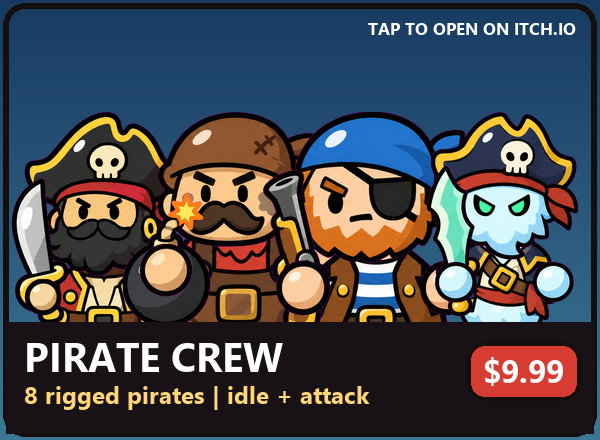 TAP TO OPEN ON ITCH.IO
PIRATE CREW
8 rigged pirates | idle + attack
$9.99